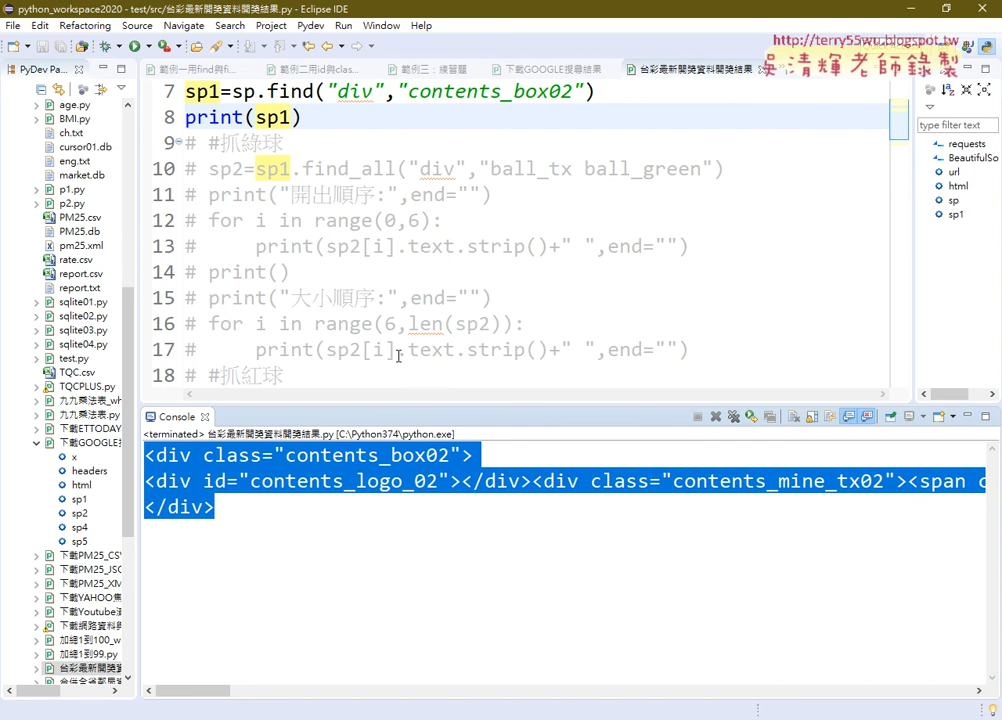 python_workspace2020 - test/src/台彩最新開獎資料開獎結果.py - Eclipse IDE
File Edit Refactoring Source Navigate Search Project Pydev Run Window Help
http://terry55wu.blogspot.tw
吳清輝老師錄製
PyDev Pa...
範例一用find與fi...
範例二用id與clas...
範例三：練習題
下載GOOGLE搜尋結果
台彩最新開獎資料開獎結果
age.py
BMI.py
ch.txt
cursor01.db
eng.txt
market.db
p1.py
p2.py
PM25.csv
PM25.db
pm25.xml
rate.csv
report.csv
report.txt
sqlite01.py
sqlite02.py
sqlite03.py
sqlite04.py
test.py
TQC.csv
TQCPLUS.py
九九乘法表_wh
九九乘法表.py
下載ETTODAY
下載GOOGLE搜
x
headers
html
sp1
sp2
sp4
sp5
下載PM25_CSV
下載PM25_JSO
下載PM25_XM
下載YAHOO焦
下載Youtube清
下載網路資料與
加總1到100_w
加總1到99.py
台彩最新開獎資
7 sp1=sp.find("div","contents_box02")
8 print(sp1)
9 # #抓綠球
10 # sp2=sp1.find_all("div","ball_tx ball_green")
11 # print("開出順序:",end="")
12 # for i in range(0,6):
13 #     print(sp2[i].text.strip()+" ",end="")
14 # print()
15 # print("大小順序:",end="")
16 # for i in range(6,len(sp2)):
17 #     print(sp2[i].text.strip()+" ",end="")
18 # #抓紅球
type filter text
requests
BeautifulSo
url
html
sp
sp1
Console
<terminated> 台彩最新開獎資料開獎結果.py [C:\Python374\python.exe]
<div class="contents_box02">
<div id="contents_logo_02"></div><div class="contents_mine_tx02"><span c
</div>